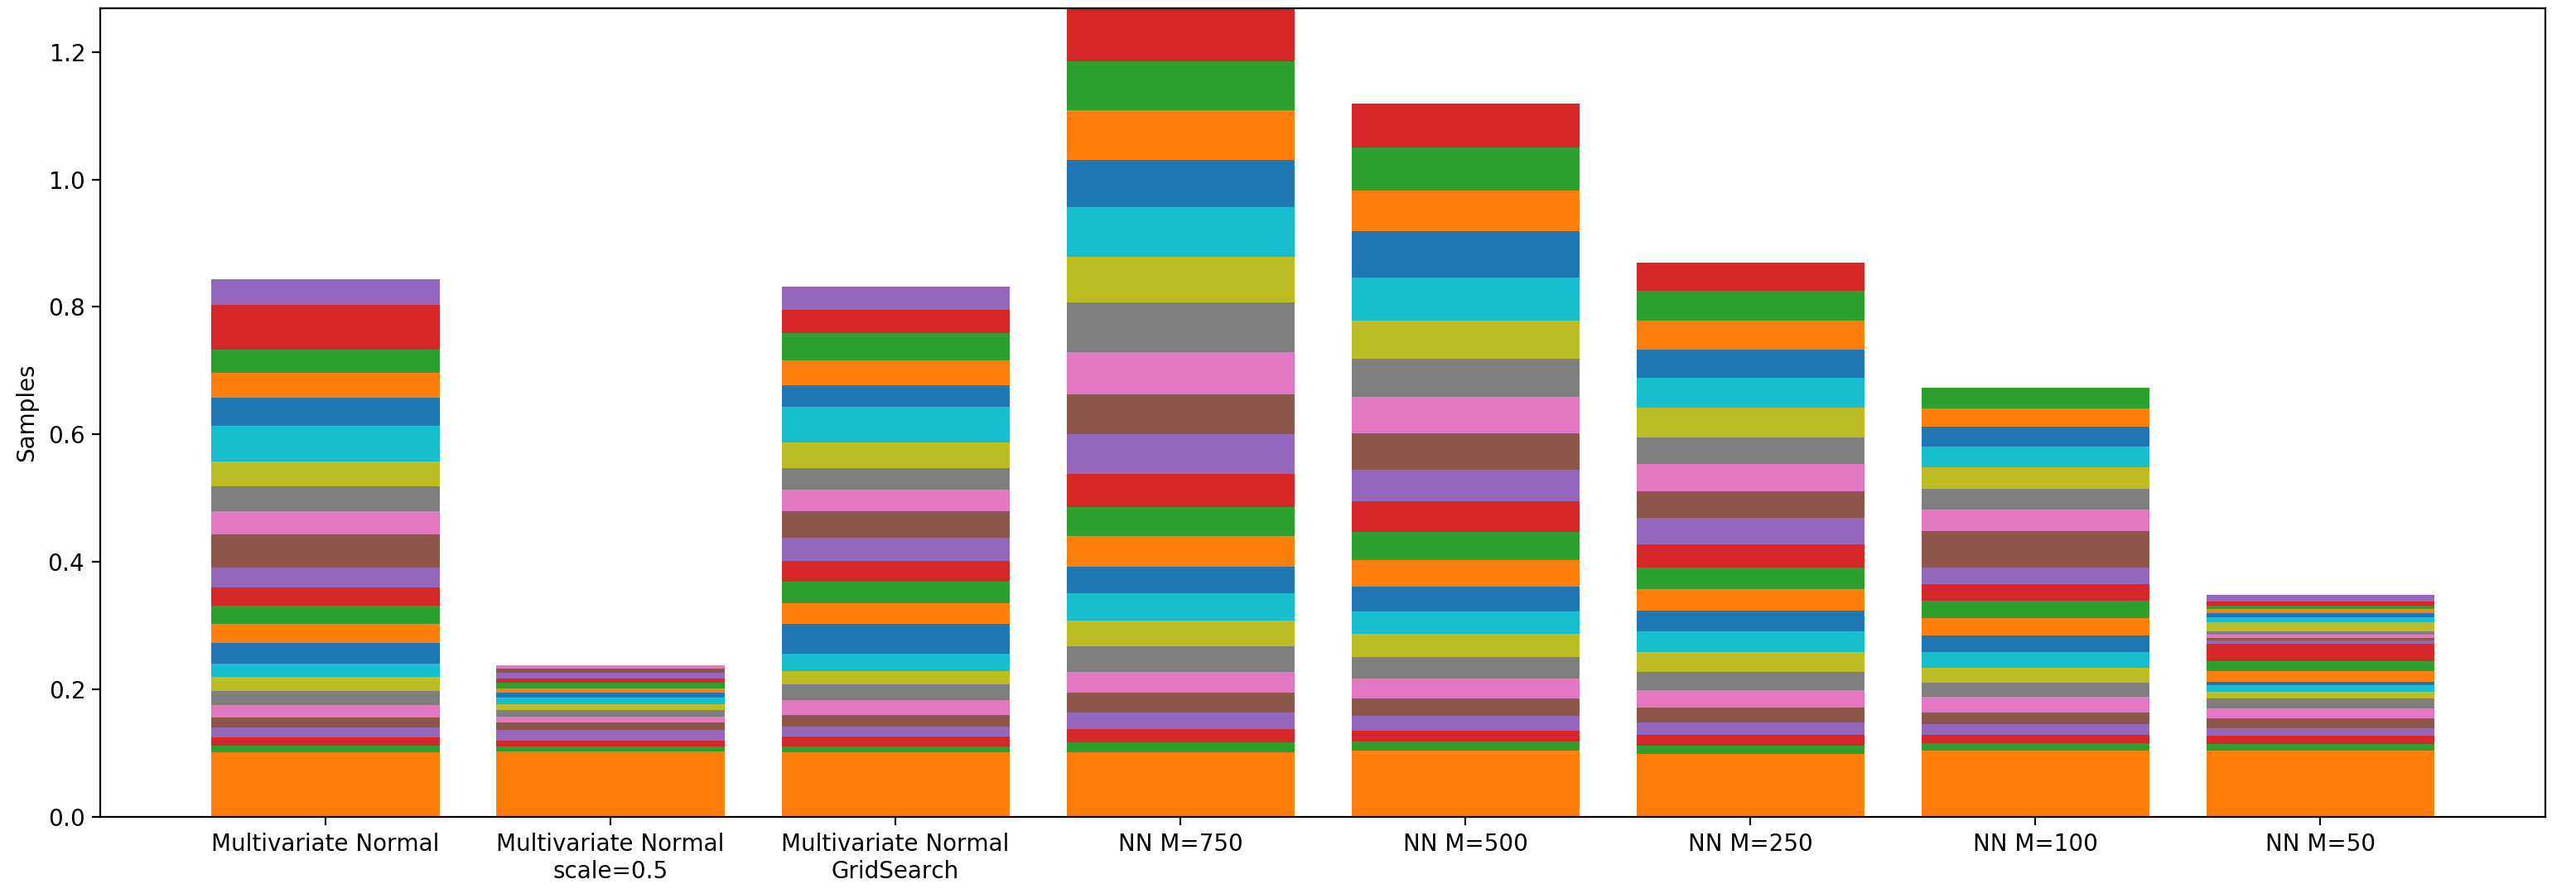 Samples
1.2
1.0
0.8
0.6
0.4
0.2
0.0
Multivariate Normal
Multivariate Normal
scale=0.5
Multivariate Normal
GridSearch
NN M=750
NN M=500
NN M=250
NN M=100
NN M=50